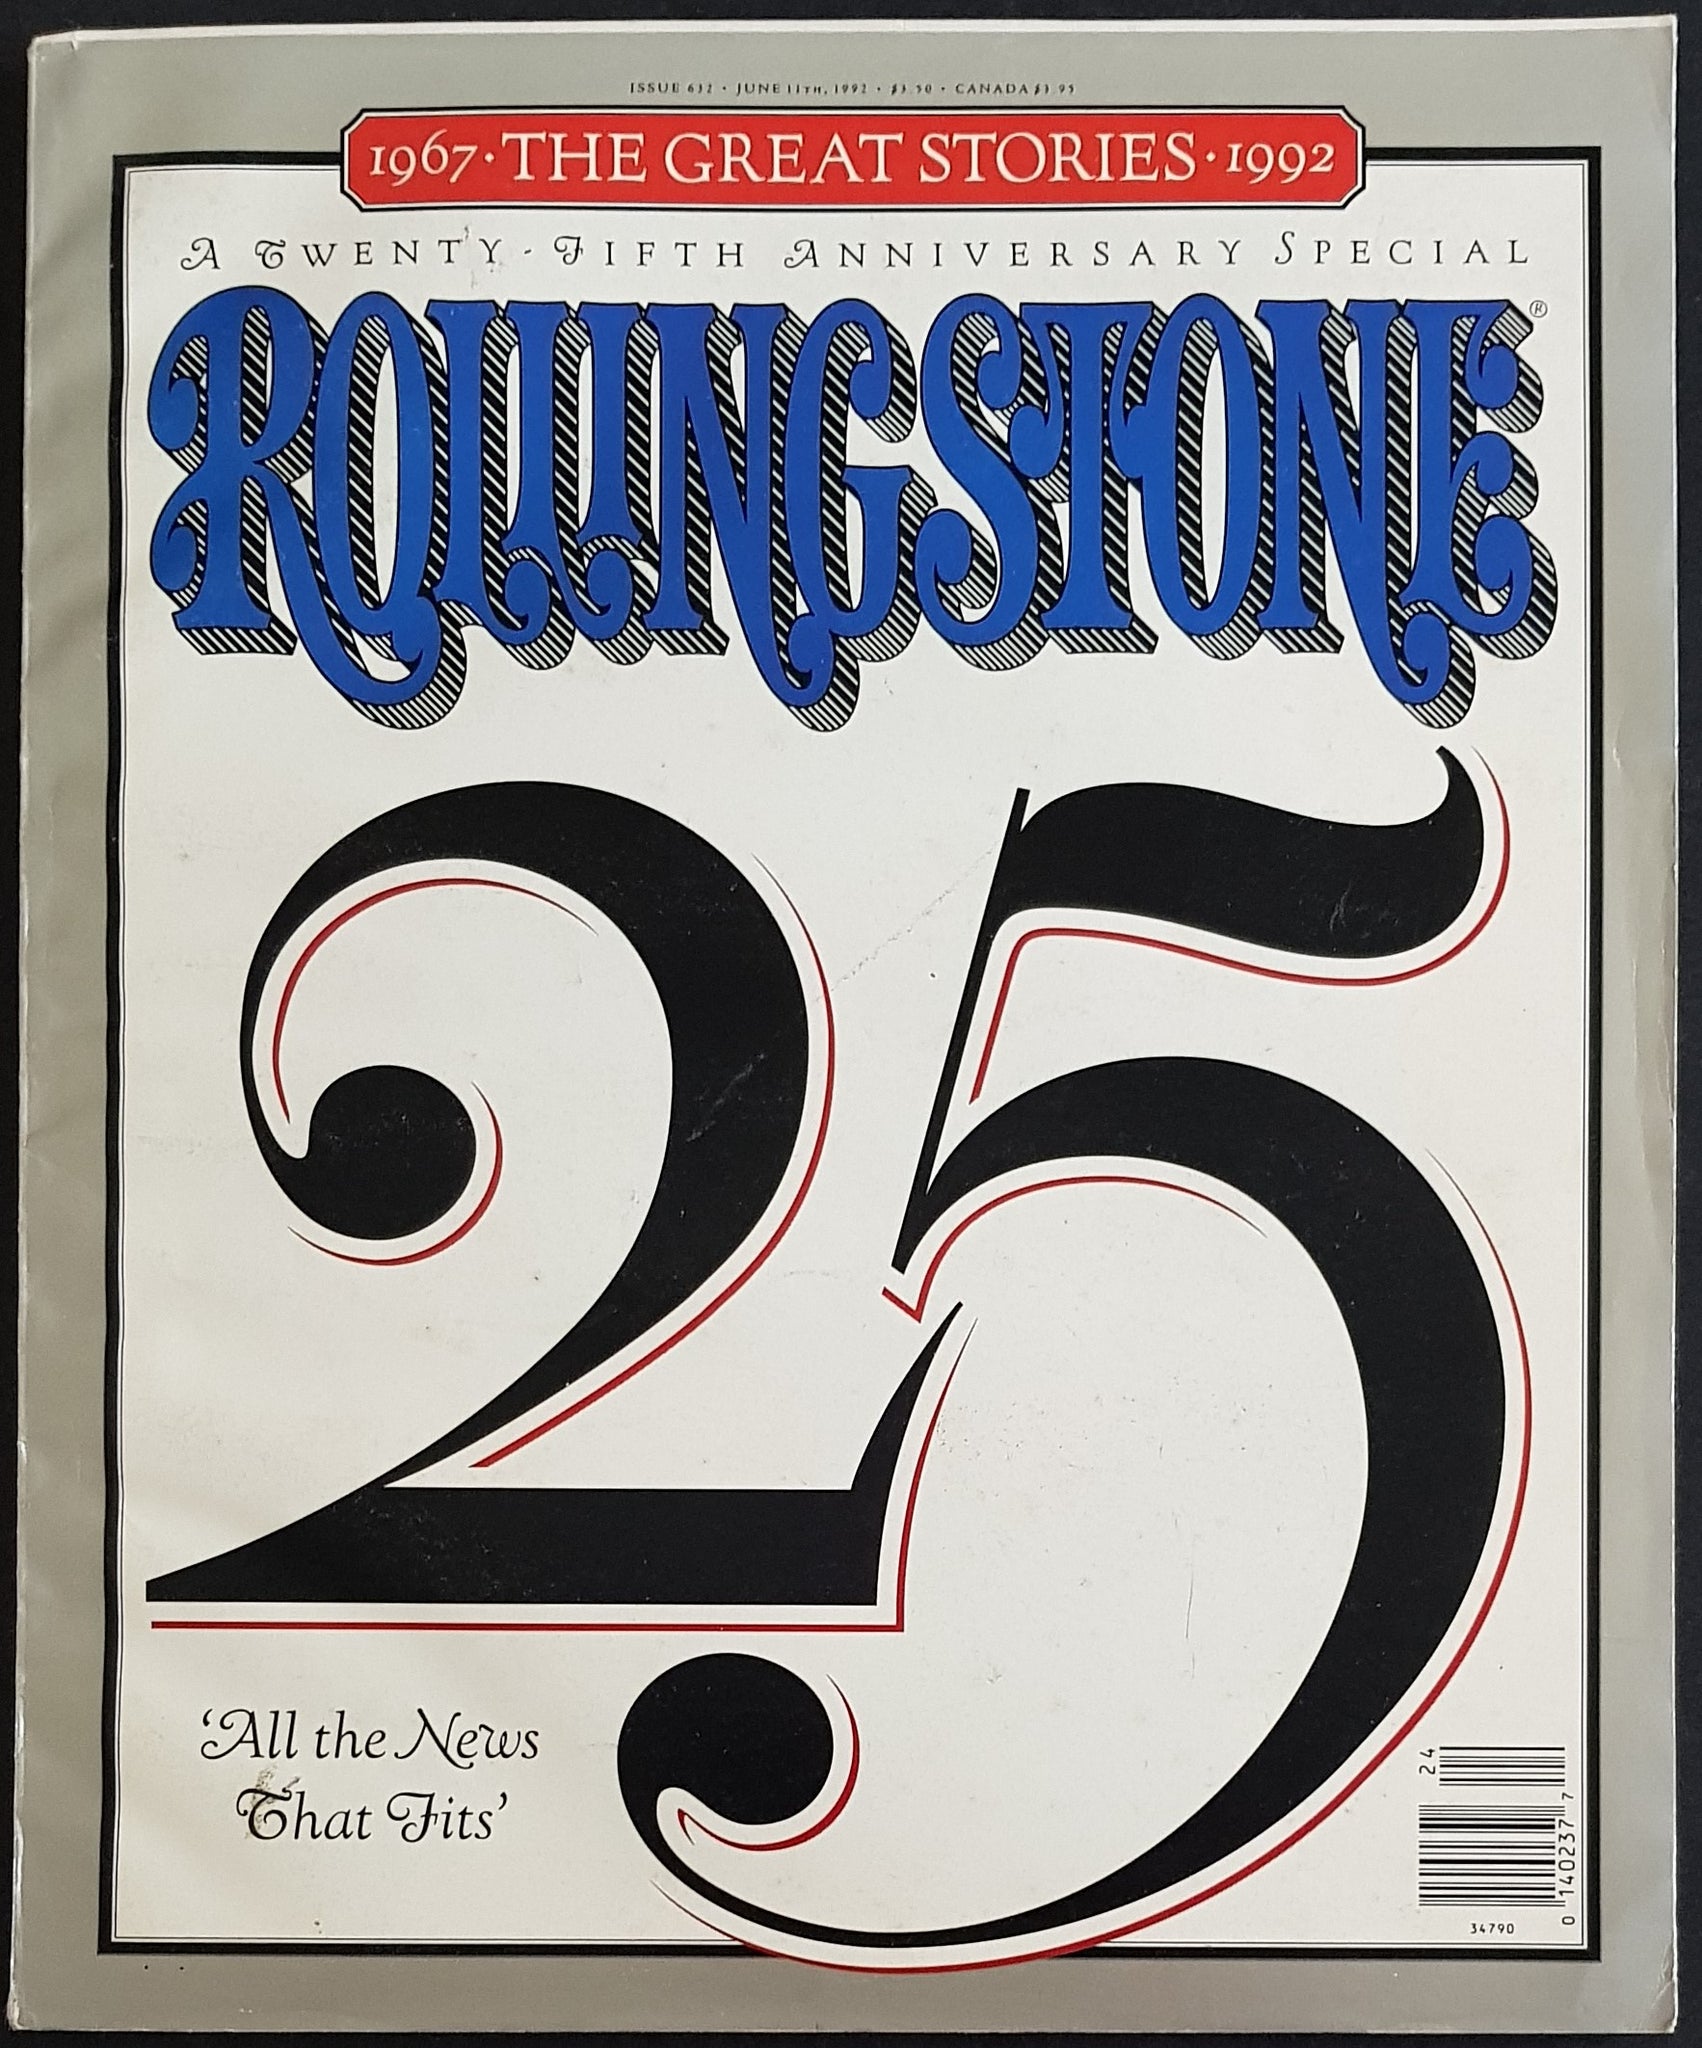 ISSUE 632 · JUNE 11TH, 1992 · $3.50 · CANADA $3.95
1967 · THE GREAT STORIES · 1992
A TWENTY-FIFTH ANNIVERSARY SPECIAL
ROLLING STONE®
25
'All the News
That Fits'
24
0 140237 7
34790